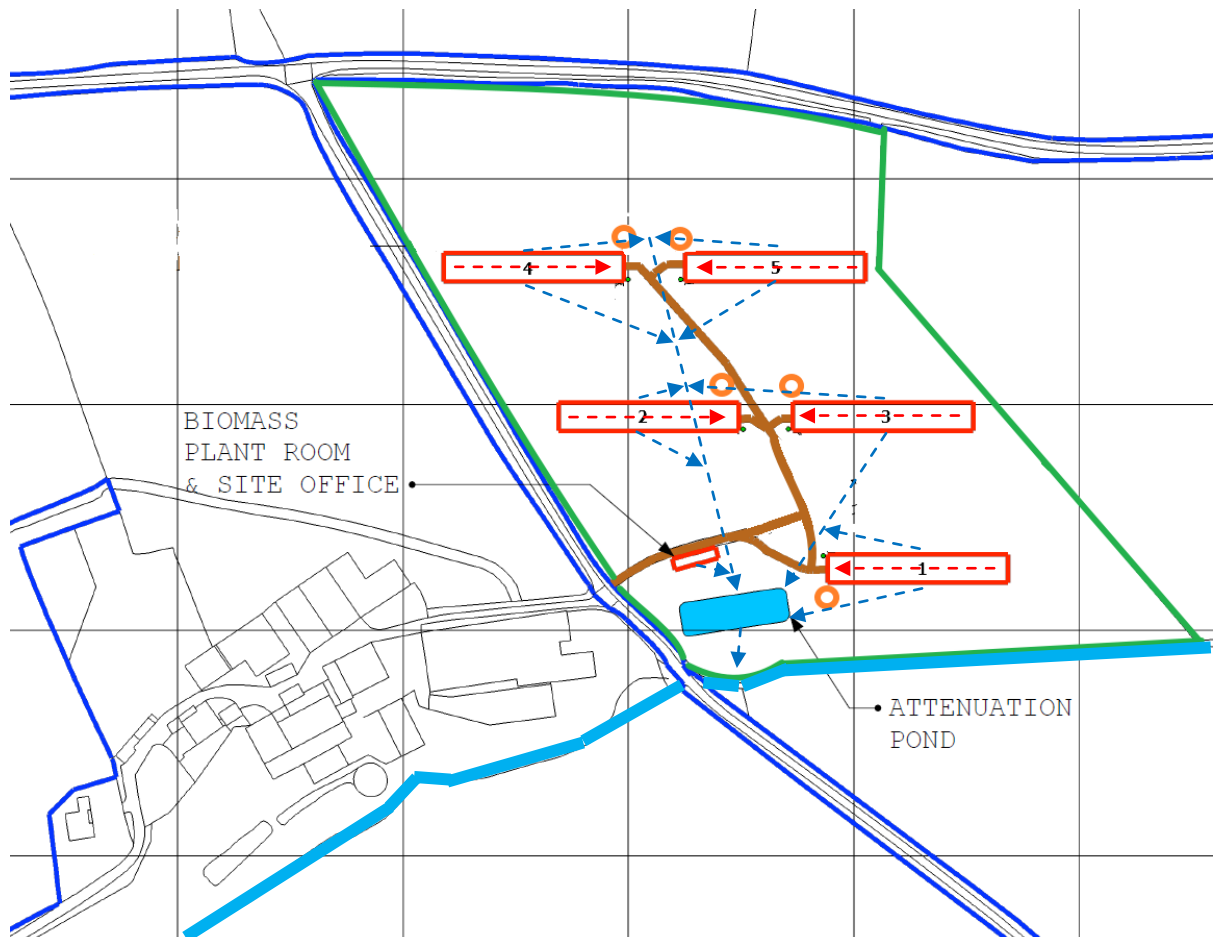 4
5
2
3
BIOMASS
PLANT ROOM
& SITE OFFICE
1
ATTENUATION
POND